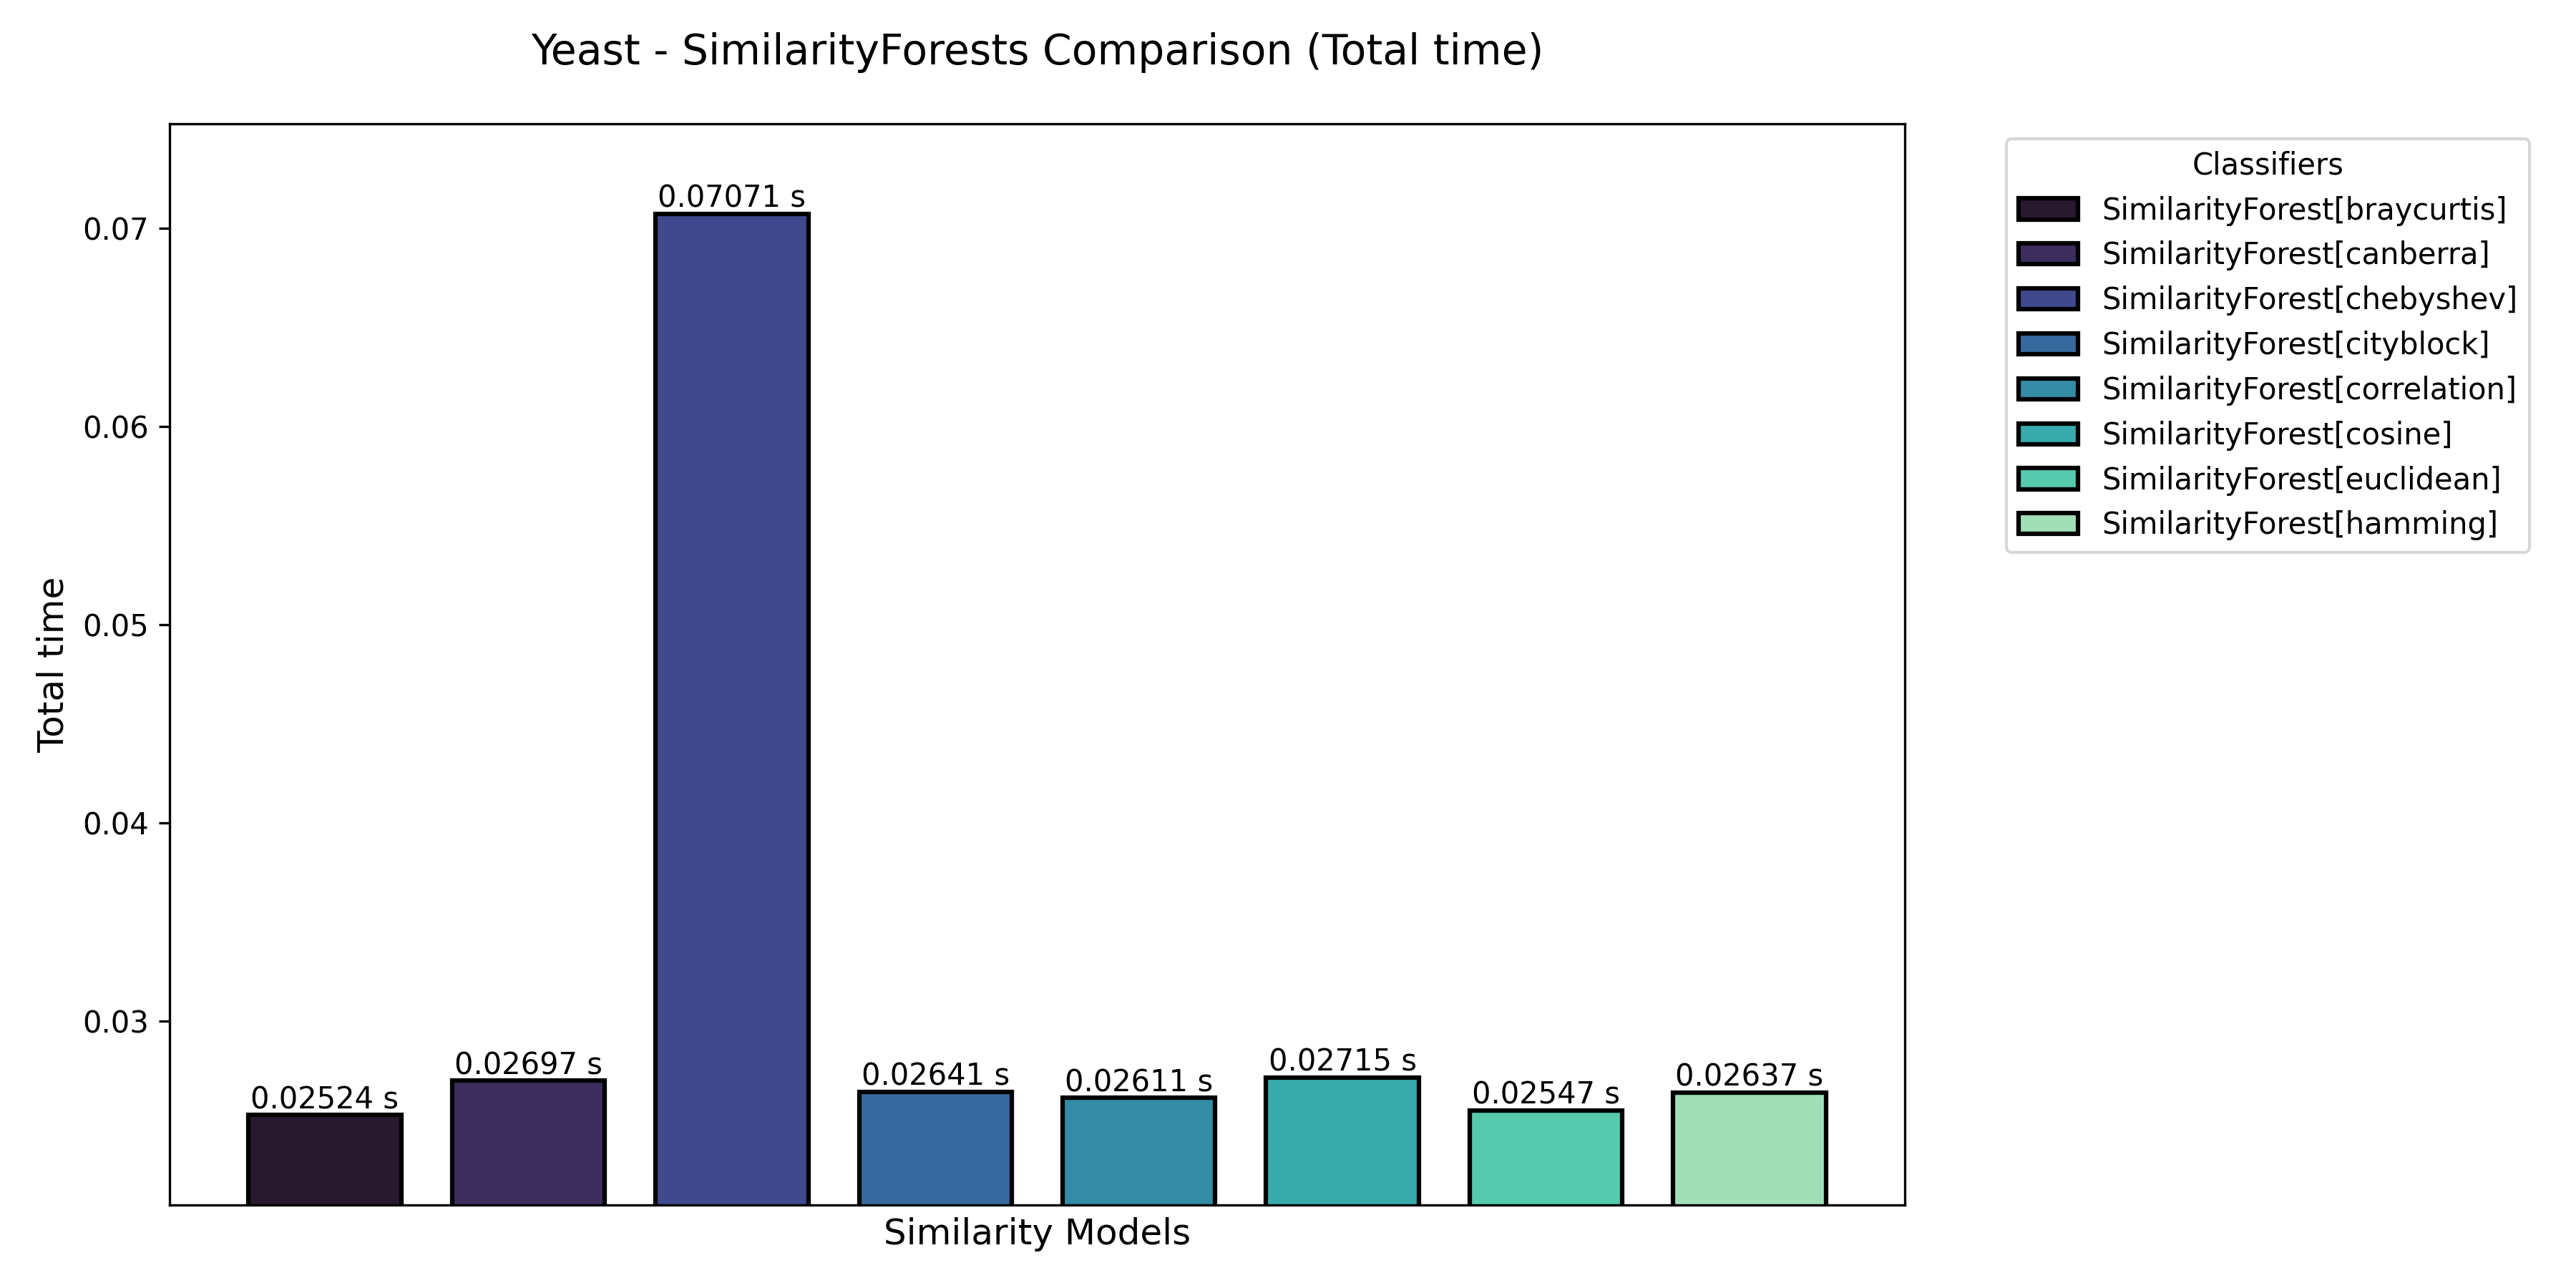 Yeast - SimilarityForests Comparison (Total time)
Total time
0.07
0.06
0.05
0.04
0.03
0.02524 s
0.02697 s
0.07071 s
0.02641 s
0.02611 s
0.02715 s
0.02547 s
0.02637 s
Similarity Models
Classifiers
SimilarityForest[braycurtis]
SimilarityForest[canberra]
SimilarityForest[chebyshev]
SimilarityForest[cityblock]
SimilarityForest[correlation]
SimilarityForest[cosine]
SimilarityForest[euclidean]
SimilarityForest[hamming]